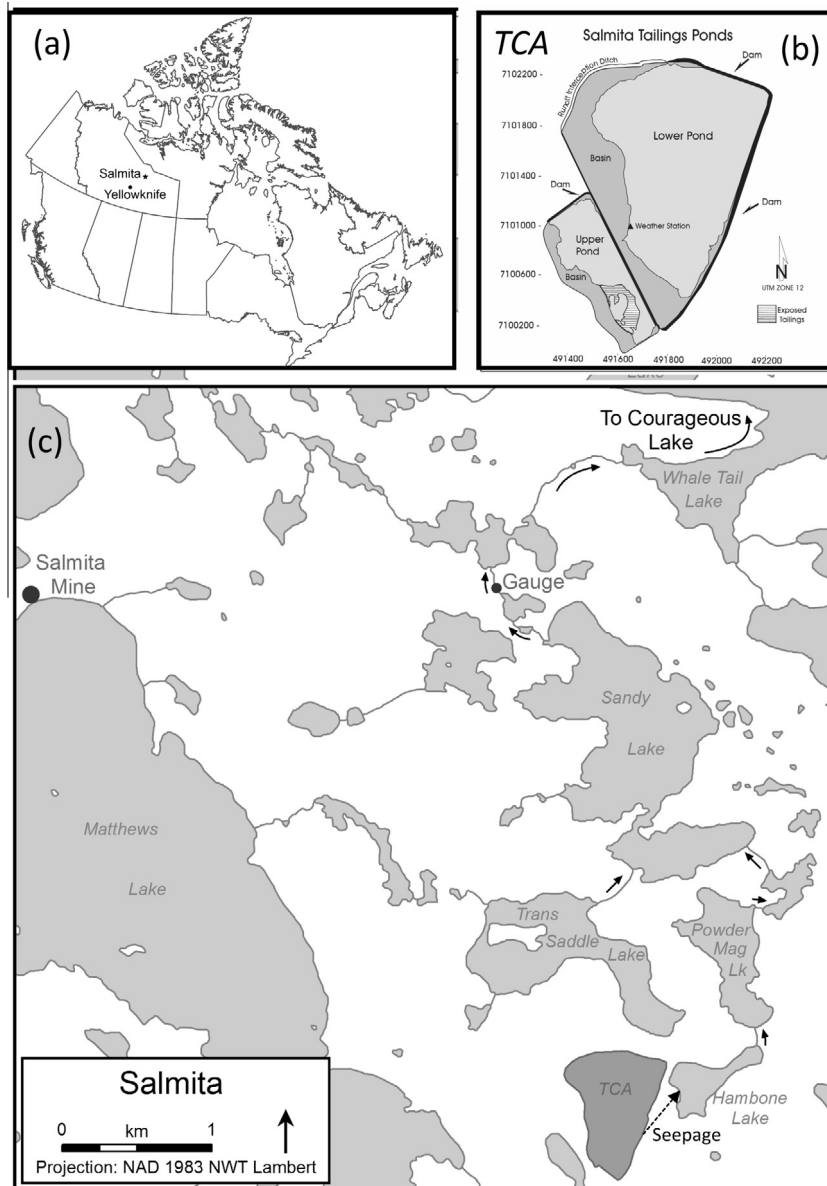 (a)
Salmita
Yellowknife
TCA
Salmita Tailings Ponds
(b)
Dam
7102200
Runoff Interception Ditch
7101800
Lower Pond
Basin
7101400
Dam
Dam
7101000
Weather Station
Upper
Pond
7100600
Basin
N
UTM ZONE 12
Exposed
Tailings
7100200
491400 491600 491800 492000 492200
(c)
To Courageous
Lake
Whale Tail
Lake
Salmita
Mine
Gauge
Sandy
Lake
Matthews
Lake
Trans
Saddle
Lake
Powder
Mag
Lk
TCA
Hambone
Lake
Seepage
Salmita
0 km 1
Projection: NAD 1983 NWT Lambert